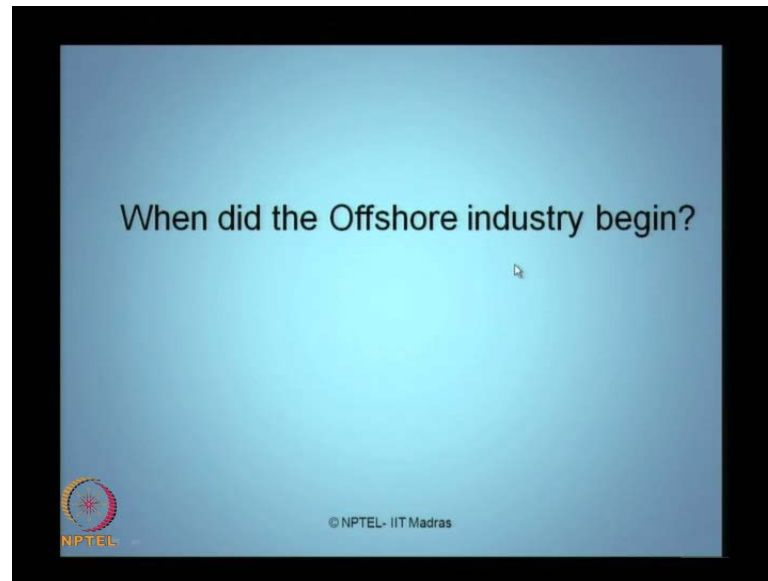 When did the Offshore industry begin?
© NPTEL- IIT Madras
NPTEL